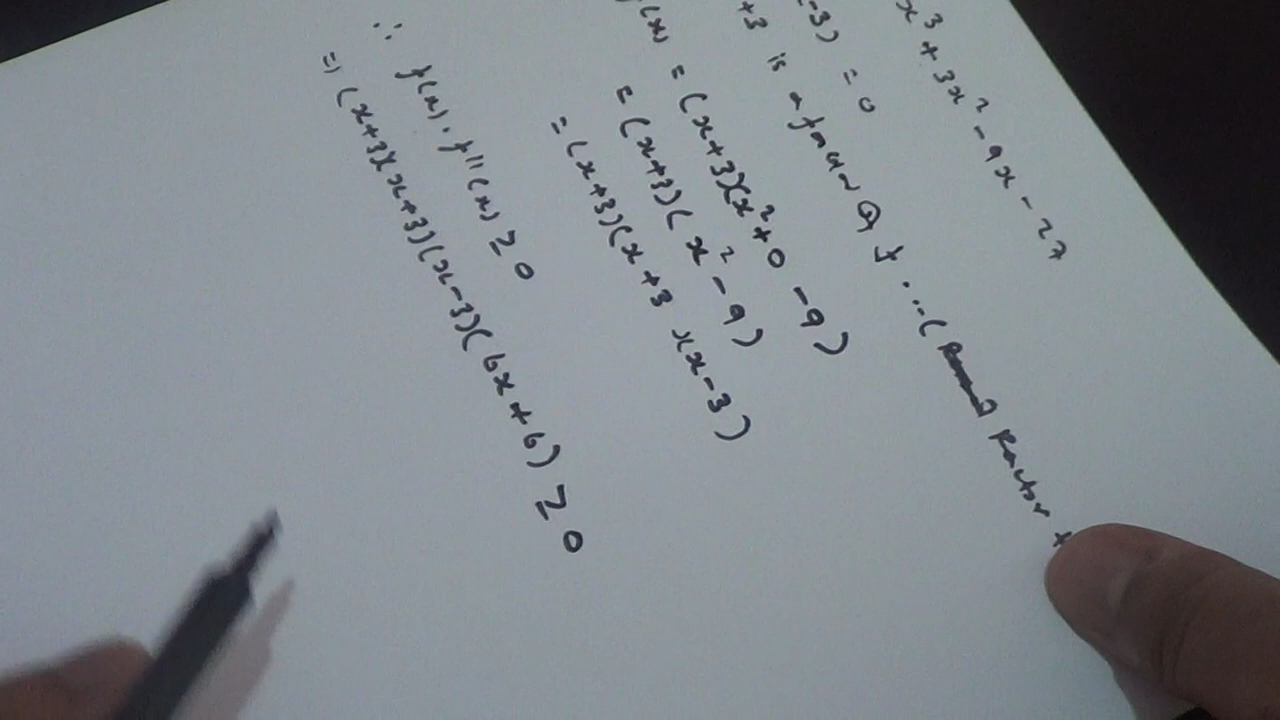 x³ + 3x² - 9x - 27
-3) = 0
+3 is a factor of f ...( Factor
f(x) = (x+3)(x²+0 -9)
= (x+3)(x²-9)
= (x+3)(x+3)(x-3)
∴ f(x)·f''(x) ≥ 0
=> (x+3)(x+3)(x-3)(6x+6) ≥ 0